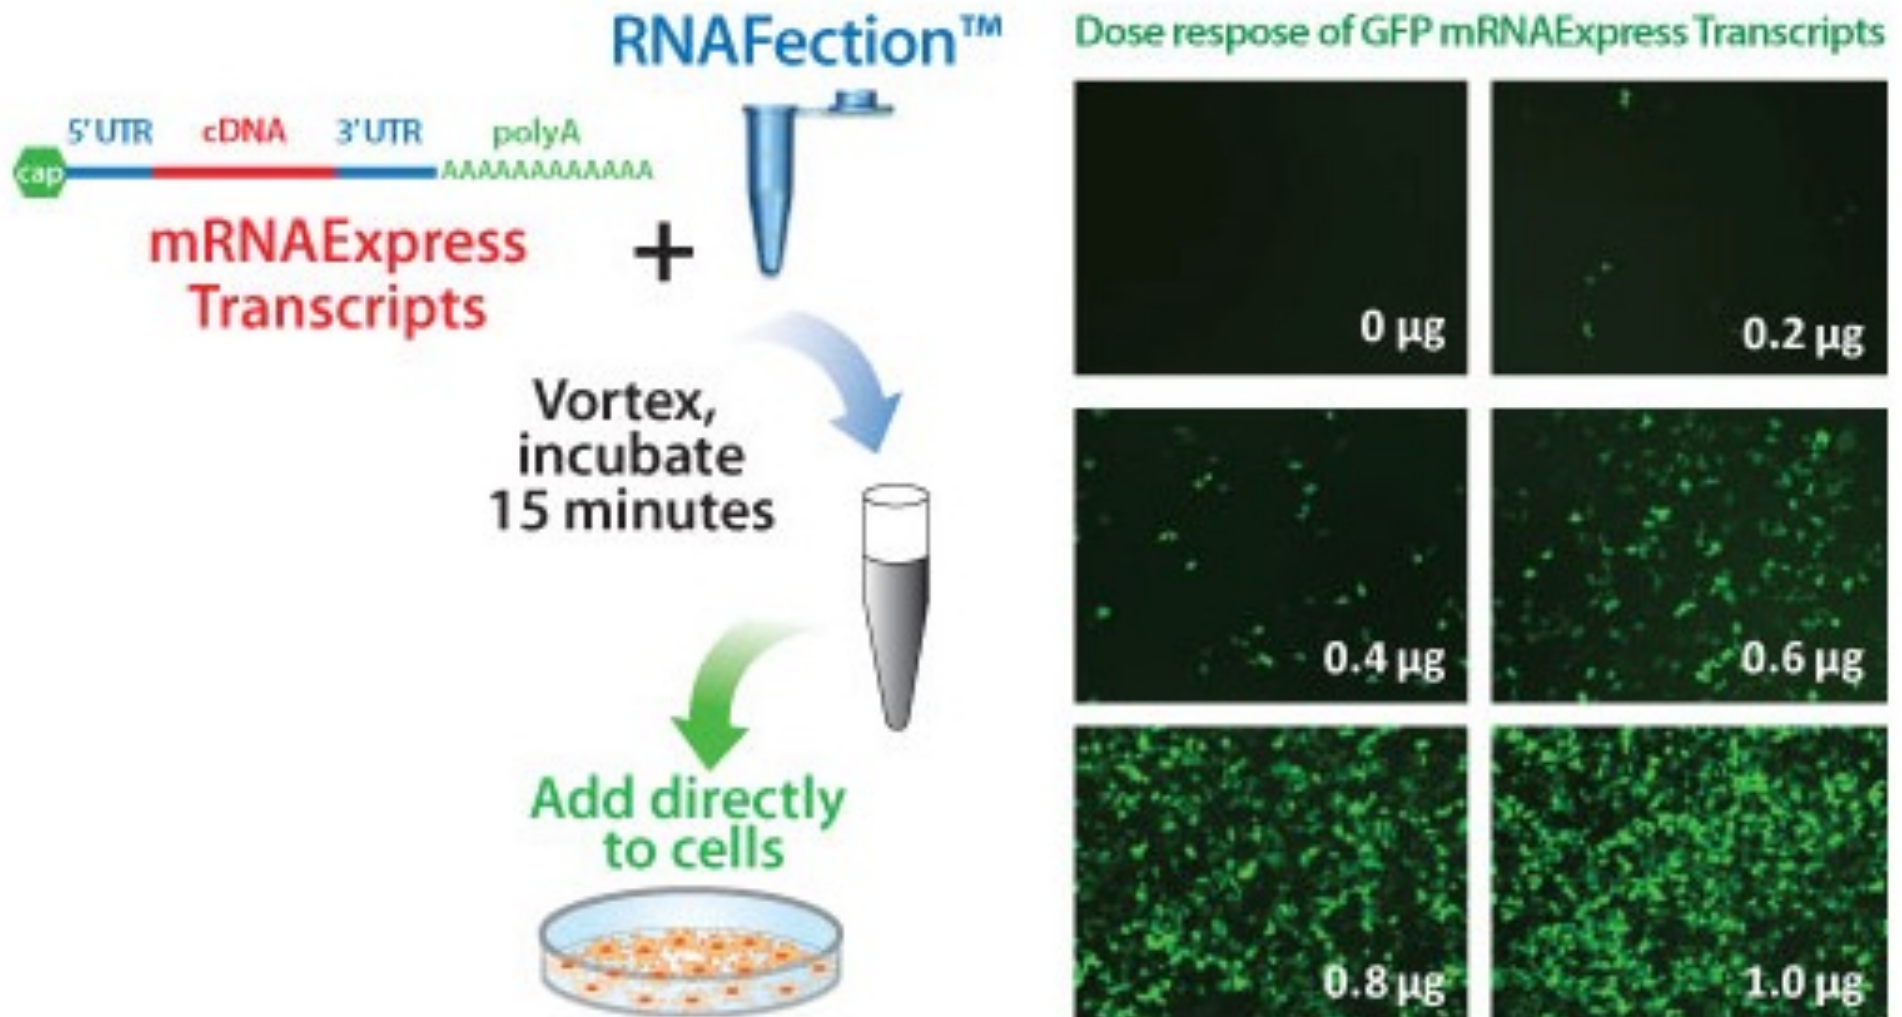 RNAFection™
5' UTR cDNA 3' UTR polyA
cap AAAAAAAAAAAA
mRNAExpress
Transcripts
+
Vortex,
incubate
15 minutes
Add directly
to cells
Dose respose of GFP mRNAExpress Transcripts
0 µg
0.2 µg
0.4 µg
0.6 µg
0.8 µg
1.0 µg